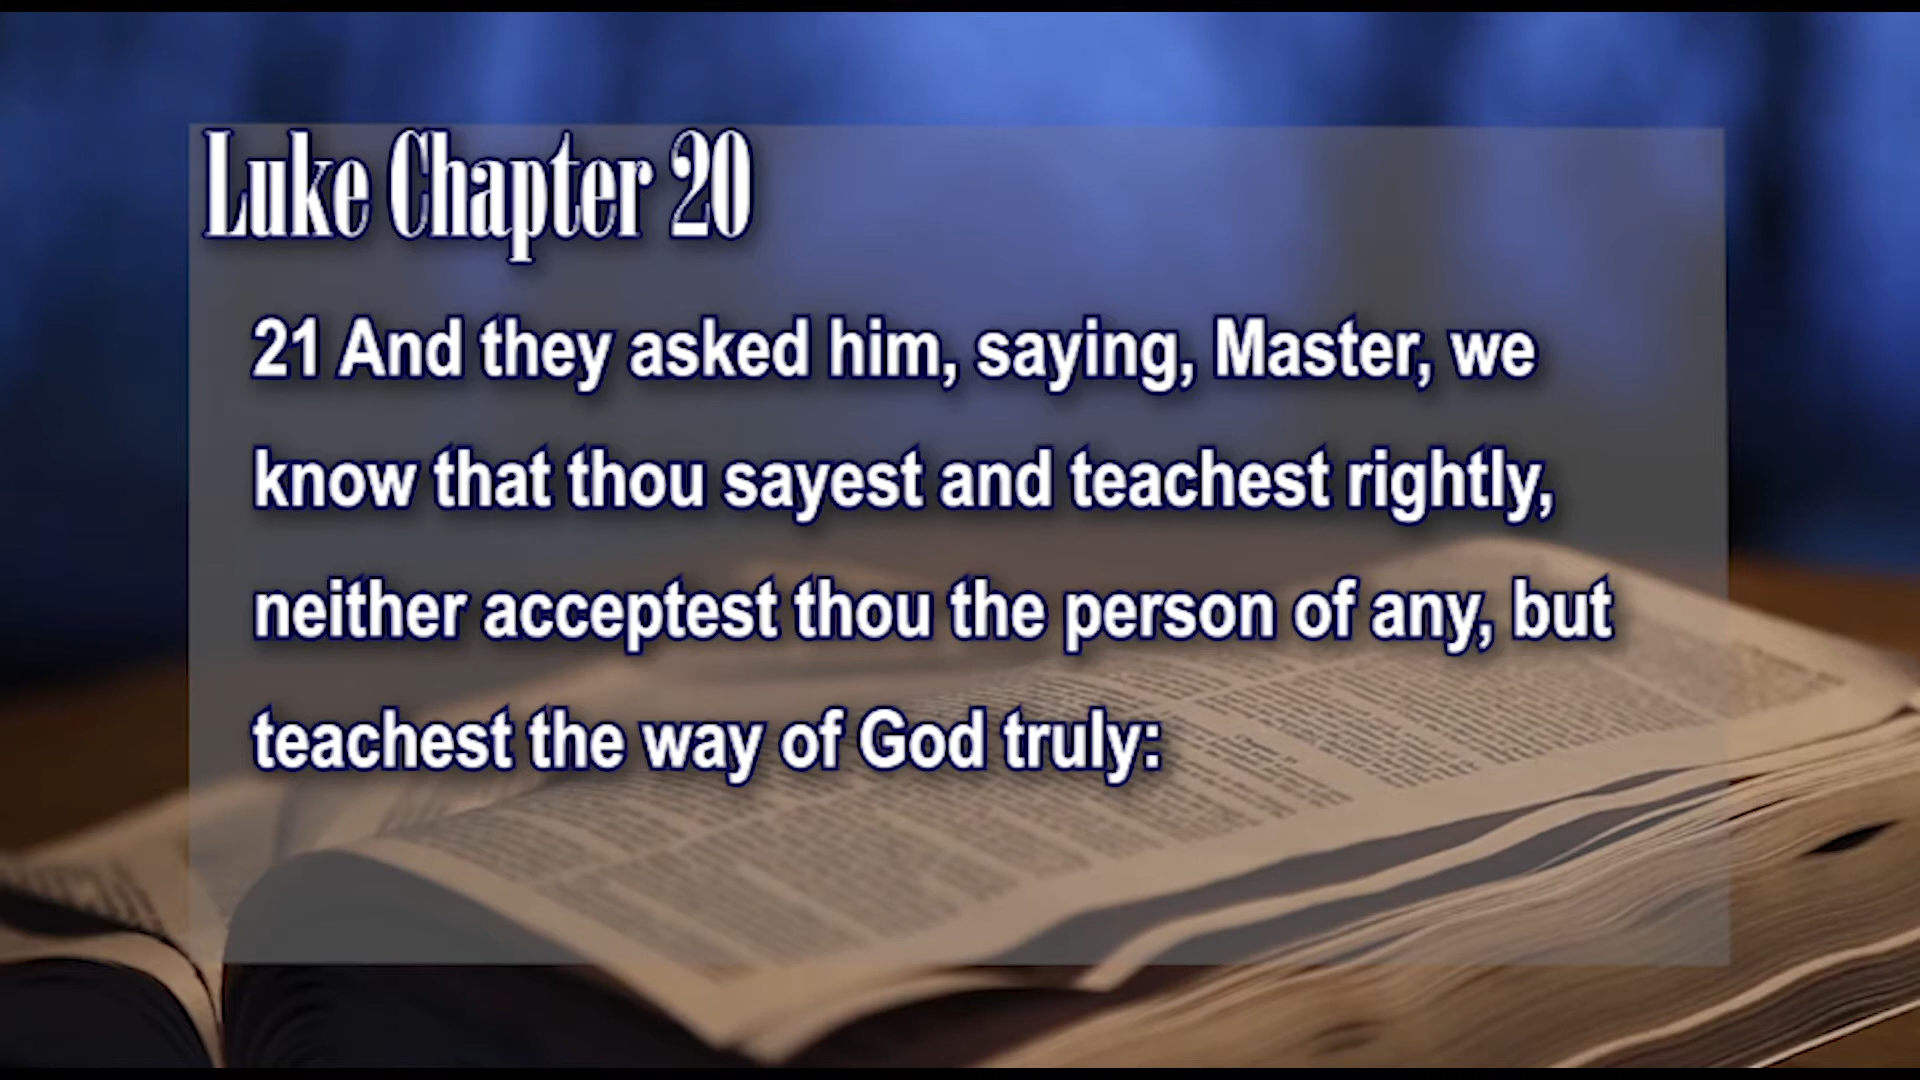 Luke Chapter 20
21 And they asked him, saying, Master, we
know that thou sayest and teachest rightly,
neither acceptest thou the person of any, but
teachest the way of God truly: